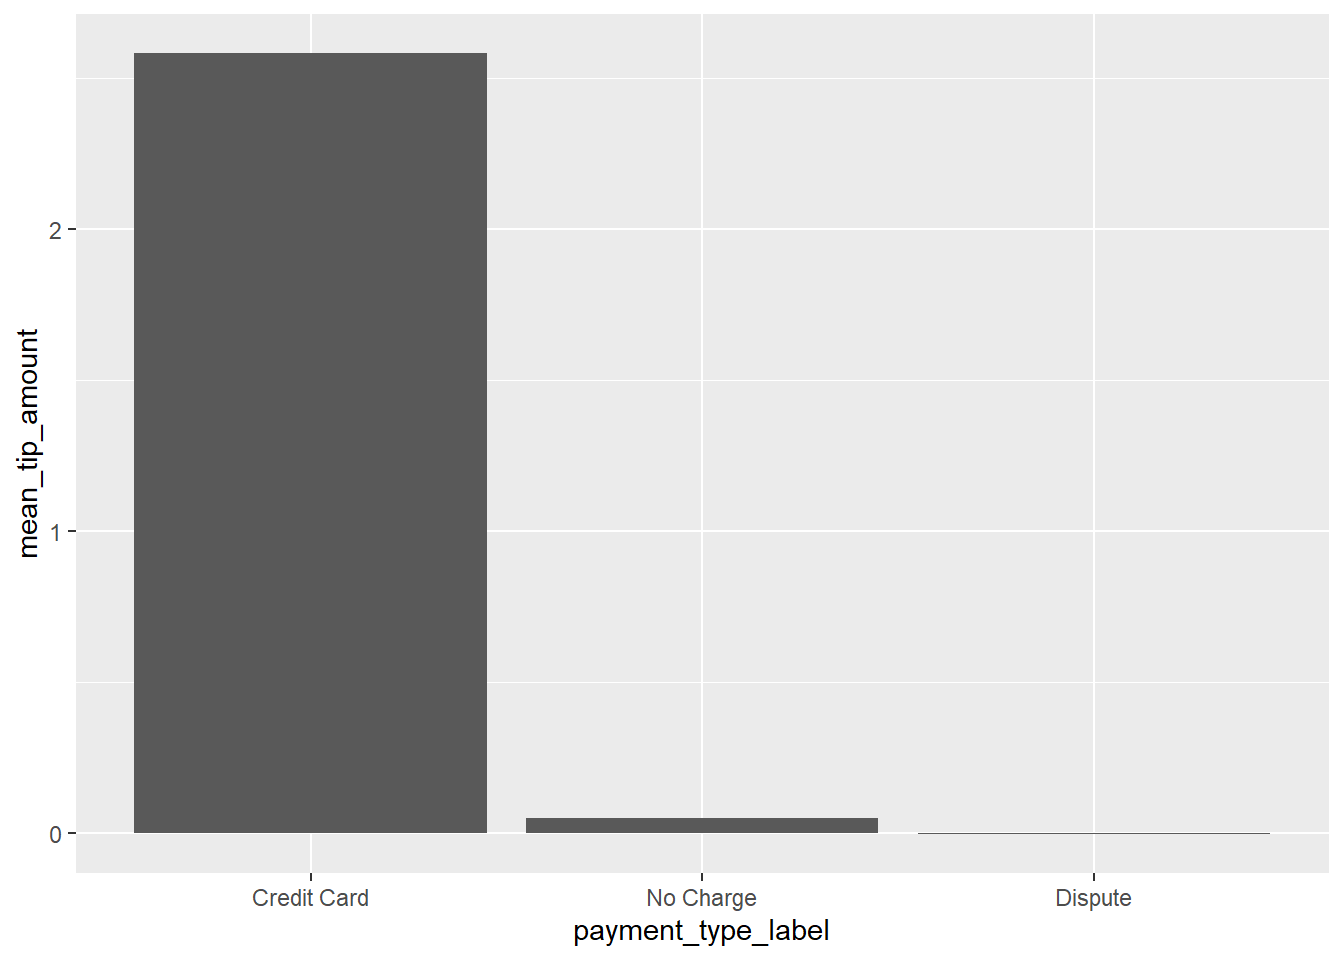 mean_tip_amount
2
1
0
Credit Card
No Charge
Dispute
payment_type_label